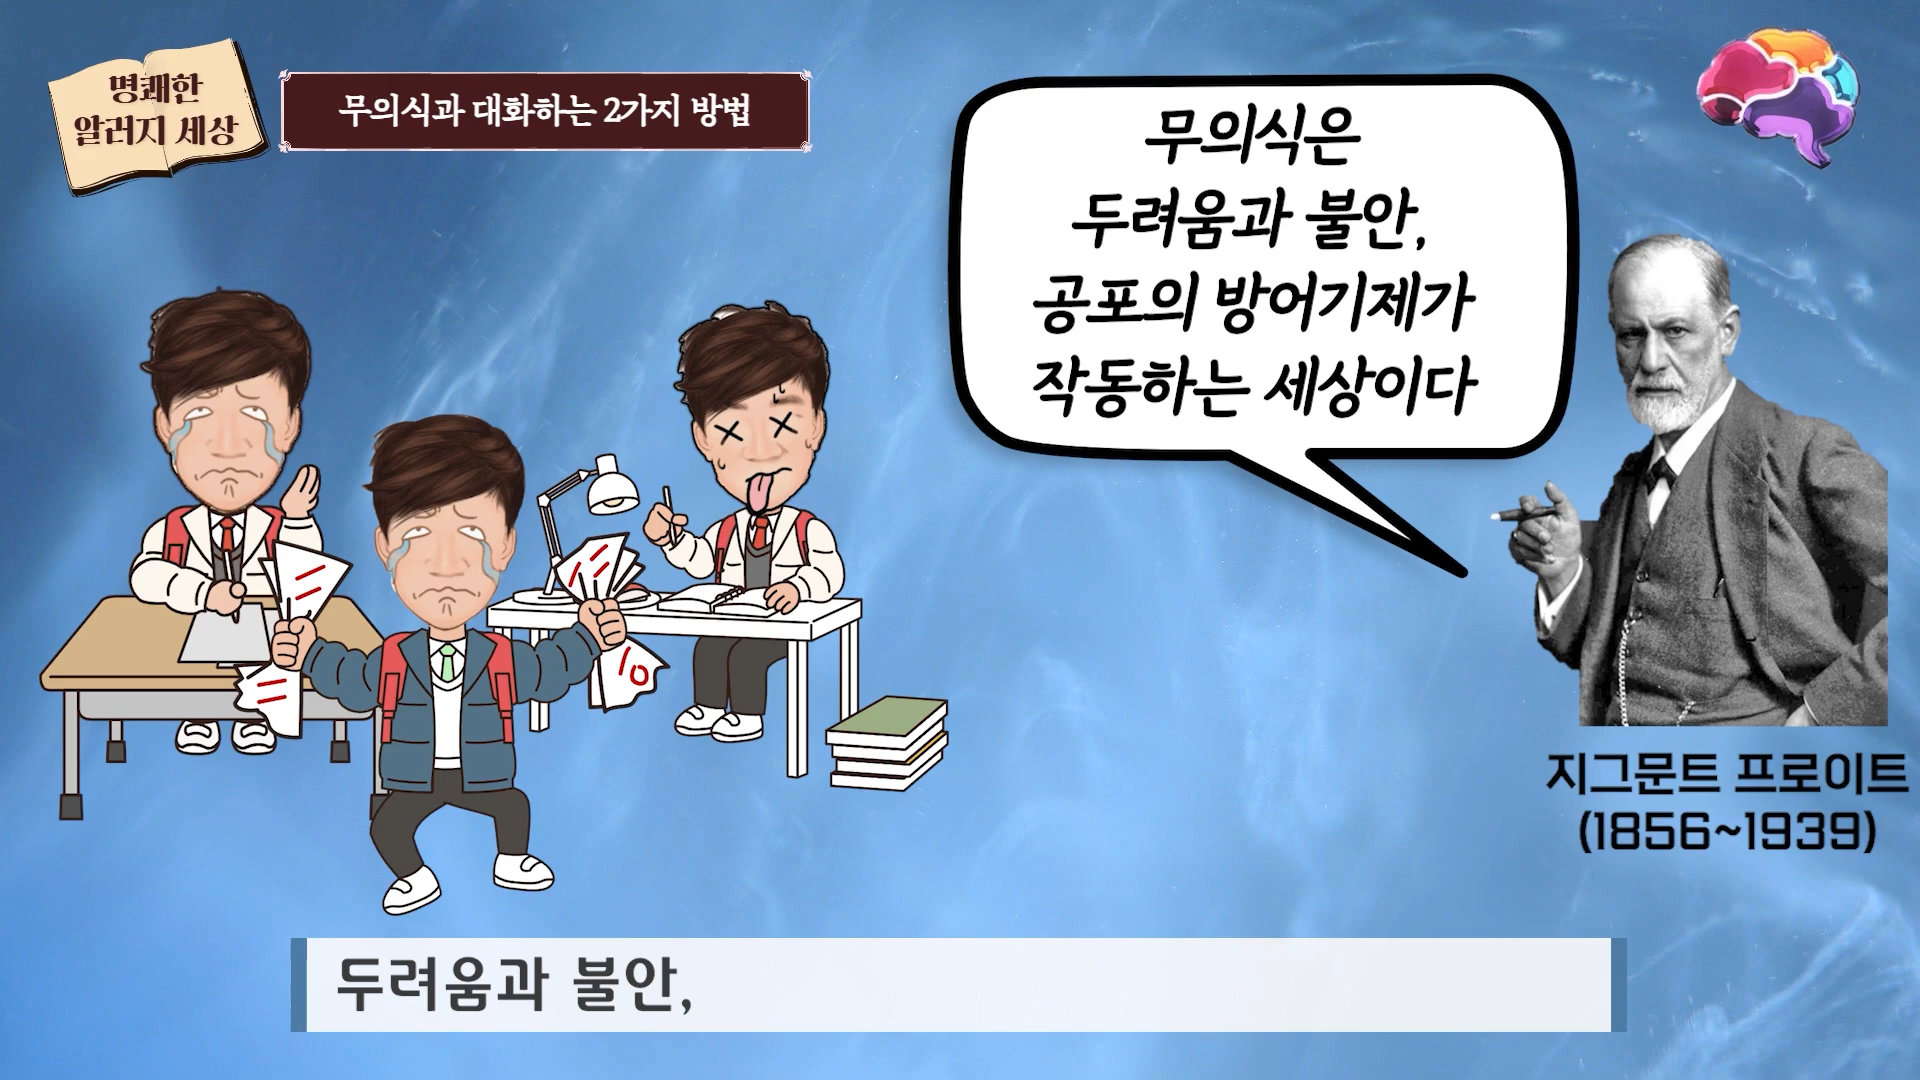 명쾌한
알러지 세상
무의식과 대화하는 2가지 방법
무의식은
두려움과 불안,
공포의 방어기제가
작동하는 세상이다
지그문트 프로이트
(1856~1939)
10
두려움과 불안,